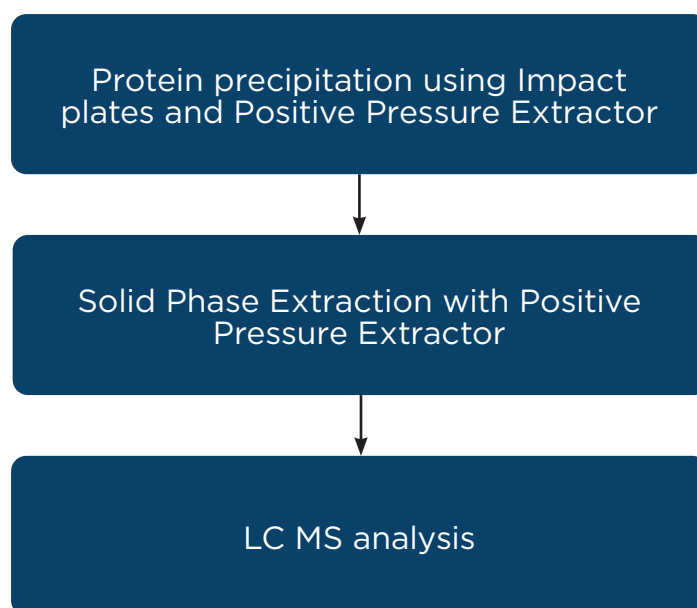 Protein precipitation using Impact
plates and Positive Pressure Extractor
Solid Phase Extraction with Positive
Pressure Extractor
LC MS analysis